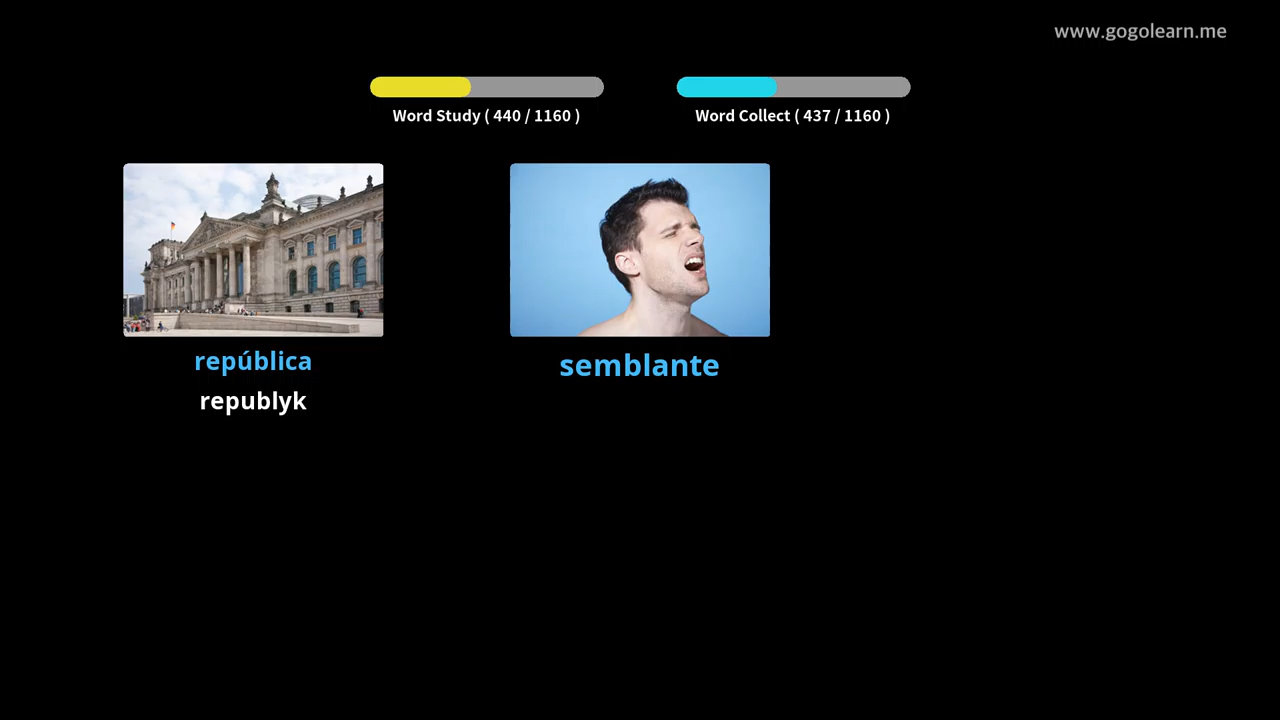 www.gogolearn.me
Word Study ( 440 / 1160 )
Word Collect ( 437 / 1160 )
república
republyk
semblante